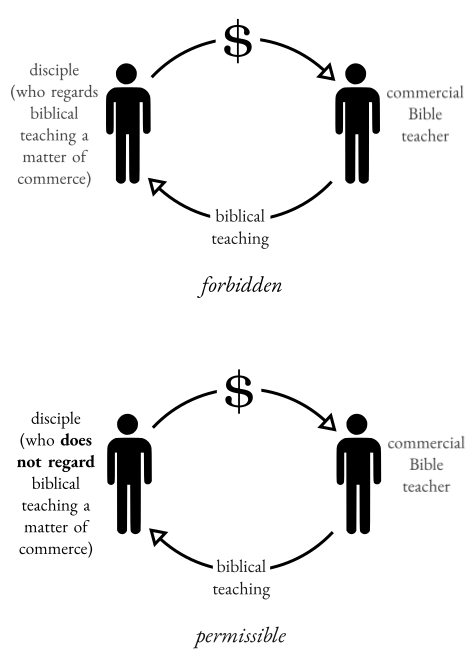 $
disciple
(who regards
biblical
teaching a
matter of
commerce)
commercial
Bible
teacher
biblical
teaching
forbidden
$
disciple
(who does
not regard
biblical
teaching a
matter of
commerce)
commercial
Bible
teacher
biblical
teaching
permissible